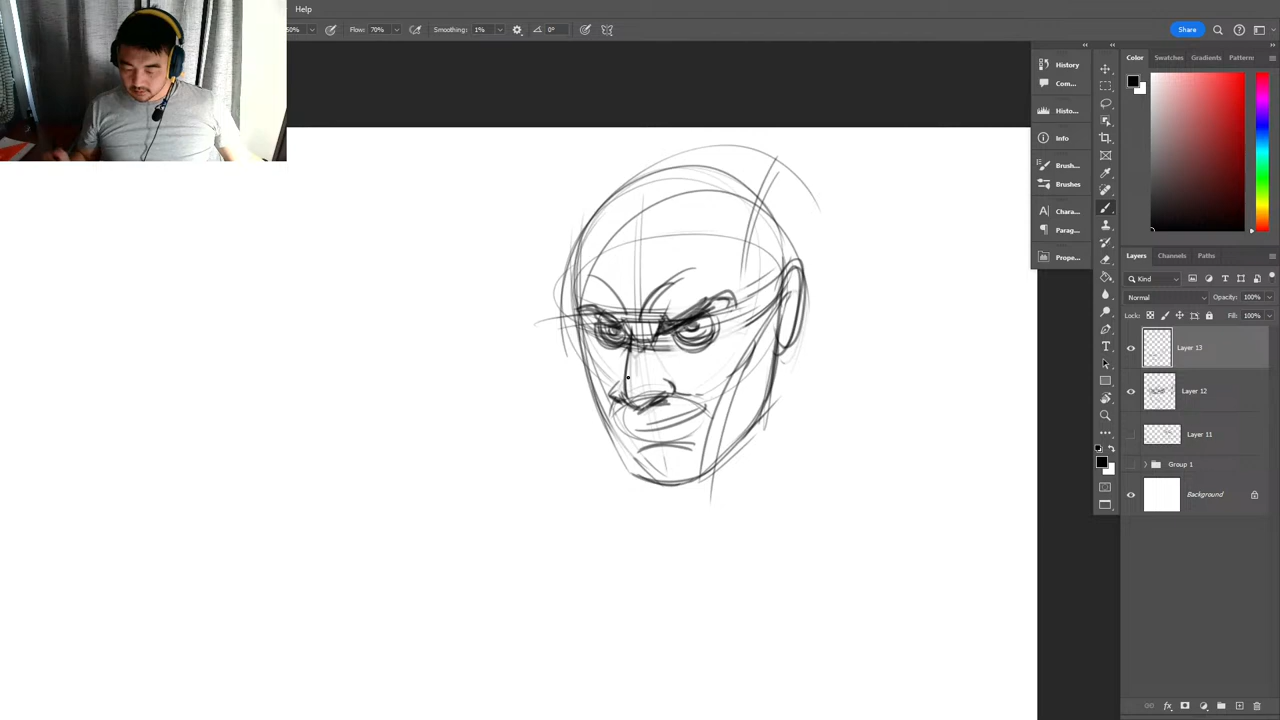 Help
50%
Flow: 70%
Smoothing: 1%
0°
Share
History
Com...
Histo...
Info
Brush...
Brushes
Chara...
Parag...
Prope...
Color Swatches Gradients Pattern
Layers Channels Paths
Kind
Normal Opacity: 100%
Lock: Fill: 100%
Layer 13
Layer 12
Layer 11
Group 1
Background